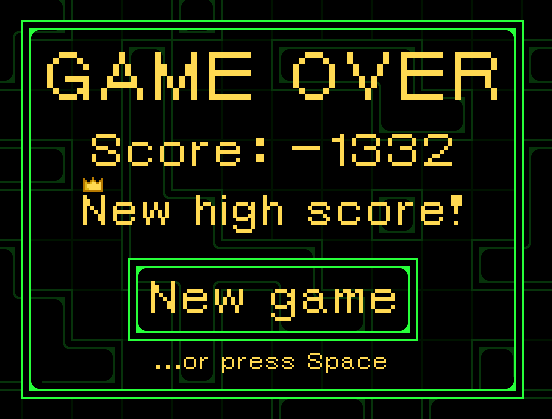 GAME OVER
Score: -1332
New high score!
New game
...or press Space